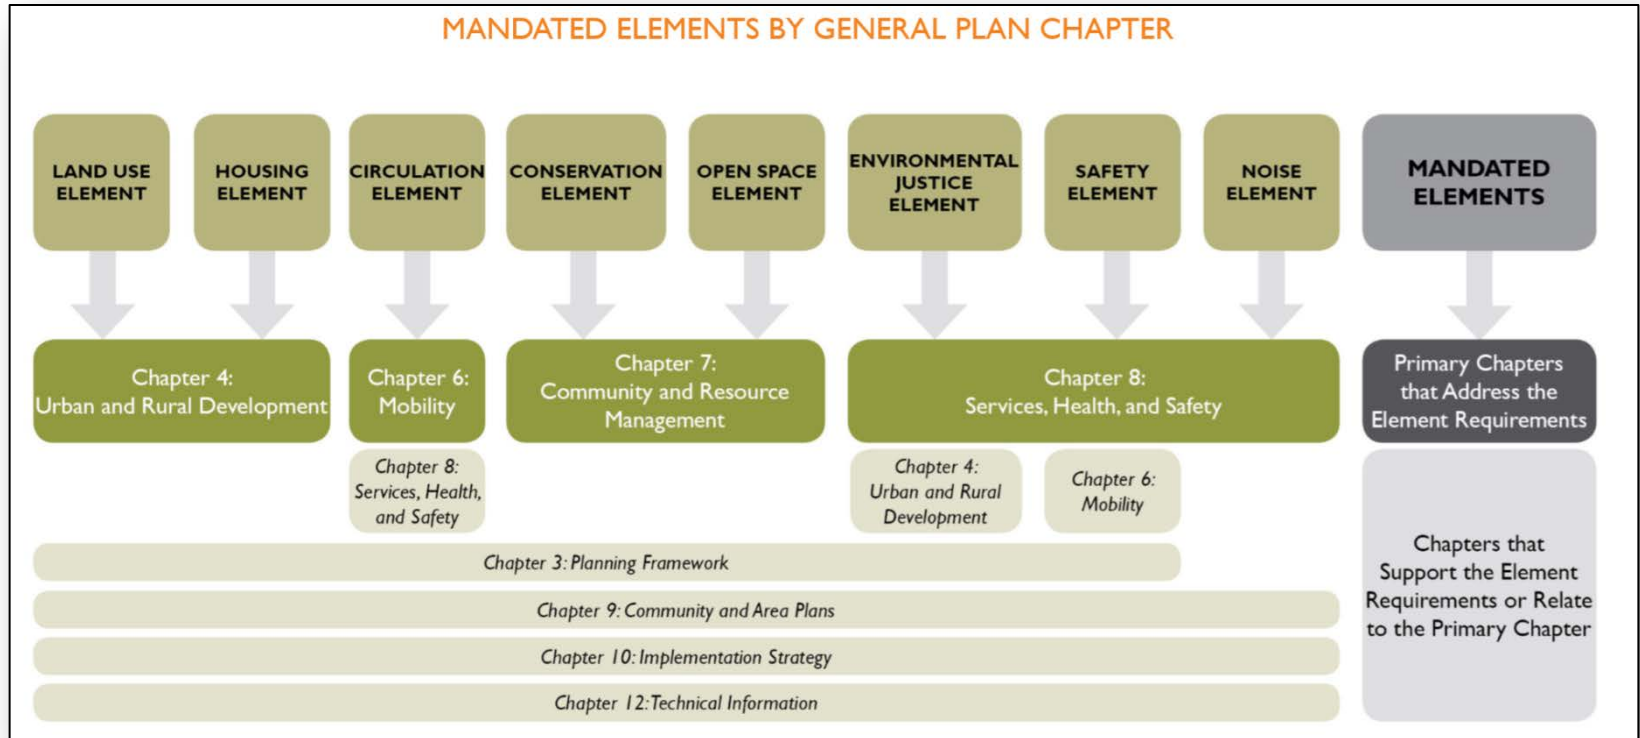 MANDATED ELEMENTS BY GENERAL PLAN CHAPTER
LAND USE
ELEMENT
HOUSING
ELEMENT
CIRCULATION
ELEMENT
CONSERVATION
ELEMENT
OPEN SPACE
ELEMENT
ENVIRONMENTAL
JUSTICE
ELEMENT
SAFETY
ELEMENT
NOISE
ELEMENT
MANDATED
ELEMENTS
Chapter 4:
Urban and Rural Development
Chapter 6:
Mobility
Chapter 7:
Community and Resource
Management
Chapter 8:
Services, Health, and Safety
Primary Chapters
that Address the
Element Requirements
Chapter 8:
Services, Health,
and Safety
Chapter 4:
Urban and Rural
Development
Chapter 6:
Mobility
Chapter 3: Planning Framework
Chapter 9: Community and Area Plans
Chapter 10: Implementation Strategy
Chapter 12: Technical Information
Chapters that
Support the Element
Requirements or Relate
to the Primary Chapter